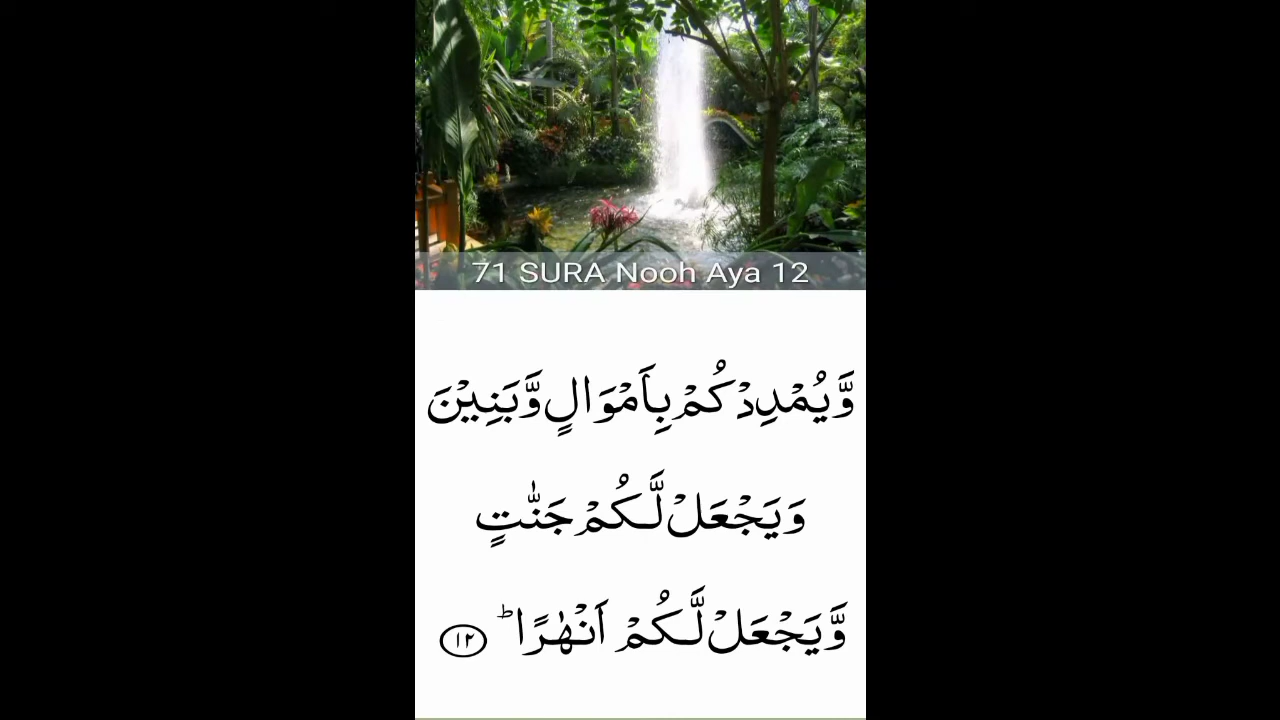 71 SURA Nooh Aya 12
وَّيُمْدِدْكُمْ بِاَمْوَالٍ وَّبَنِيْنَ
وَيَجْعَلْ لَّكُمْ جَنّٰتٍ
وَّيَجْعَلْ لَّكُمْ اَنْهٰرًا ؕ ١٢